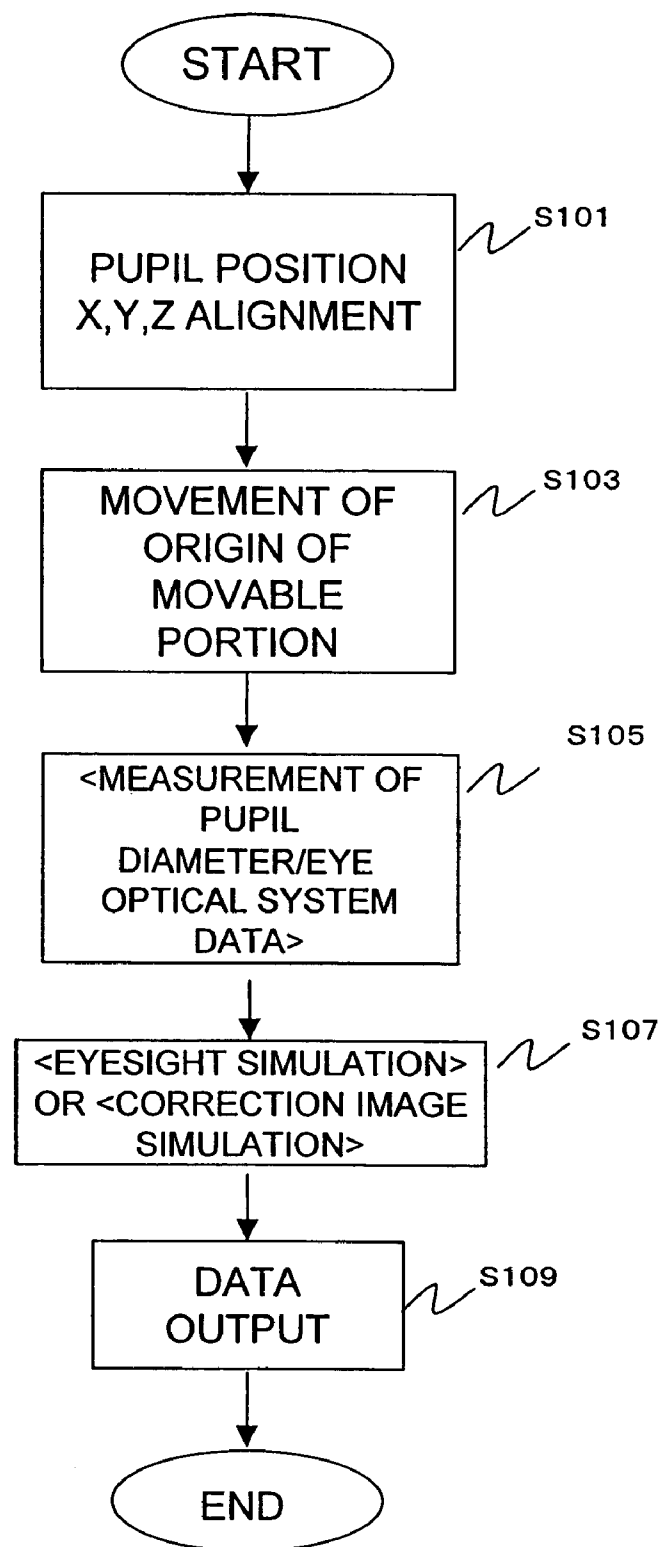 START
S101
PUPIL POSITION
X,Y,Z ALIGNMENT
S103
MOVEMENT OF
ORIGIN OF
MOVABLE
PORTION
S105
<MEASUREMENT OF
PUPIL
DIAMETER/EYE
OPTICAL SYSTEM
DATA>
S107
<EYESIGHT SIMULATION>
OR <CORRECTION IMAGE
SIMULATION>
S109
DATA
OUTPUT
END